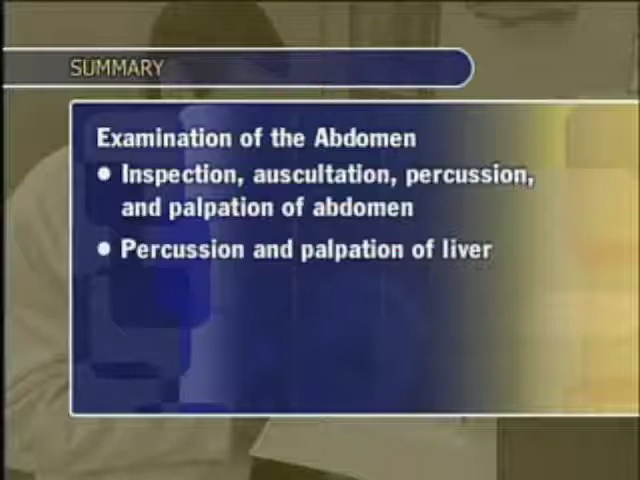 SUMMARY
Examination of the Abdomen
• Inspection, auscultation, percussion,
and palpation of abdomen
• Percussion and palpation of liver